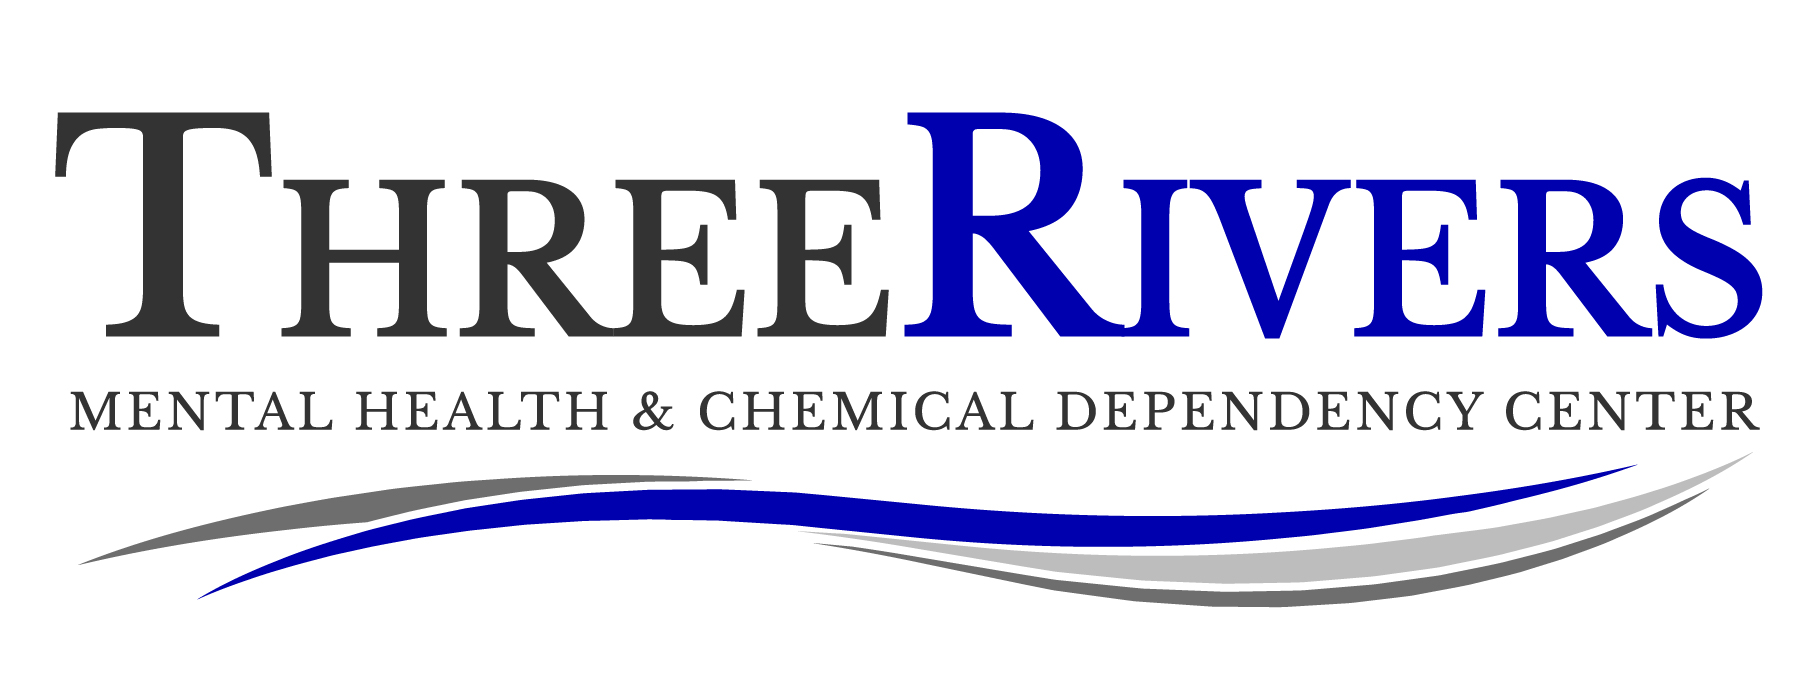 THREERIVERS
MENTAL HEALTH & CHEMICAL DEPENDENCY CENTER